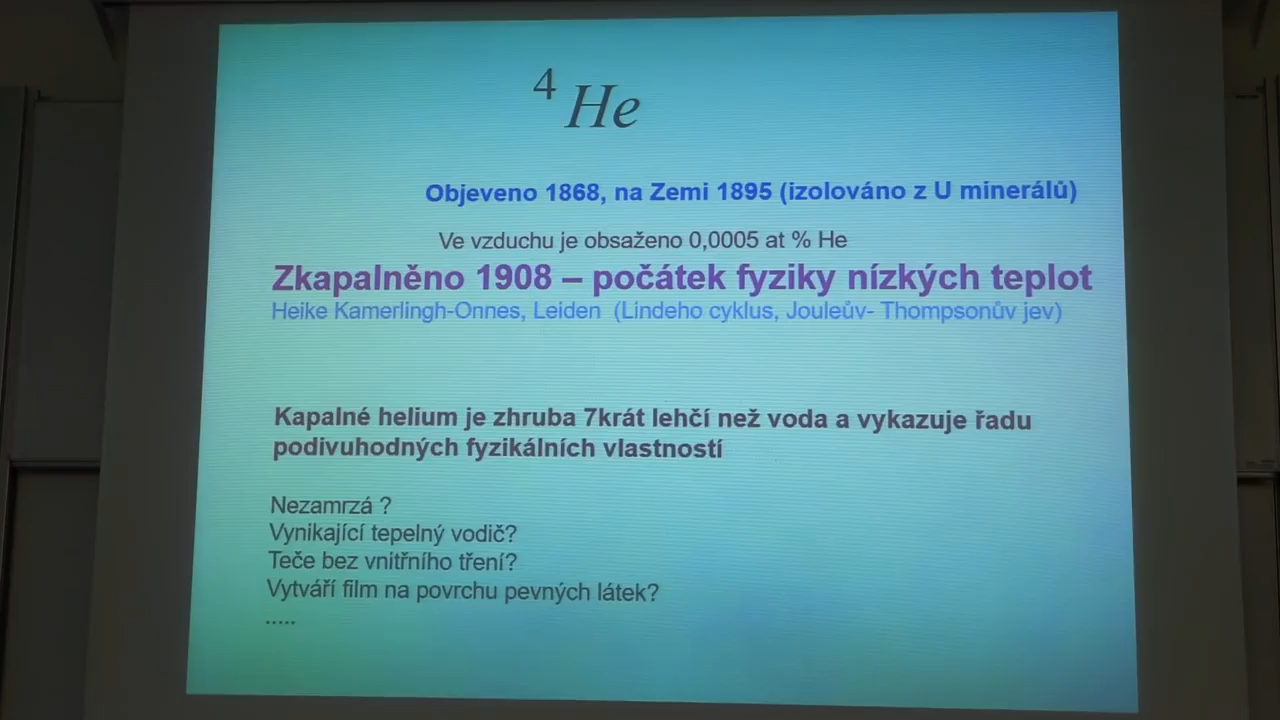 ⁴He
Objeveno 1868, na Zemi 1895 (izolováno z U minerálů)
Ve vzduchu je obsaženo 0,0005 at % He
Zkapalněno 1908 – počátek fyziky nízkých teplot
Heike Kamerlingh-Onnes, Leiden (Lindeho cyklus, Jouleův- Thompsonův jev)
Kapalné helium je zhruba 7krát lehčí než voda a vykazuje řadu
podivuhodných fyzikálních vlastností
Nezamrzá ?
Vynikající tepelný vodič?
Teče bez vnitřního tření?
Vytváří film na povrchu pevných látek?
.....